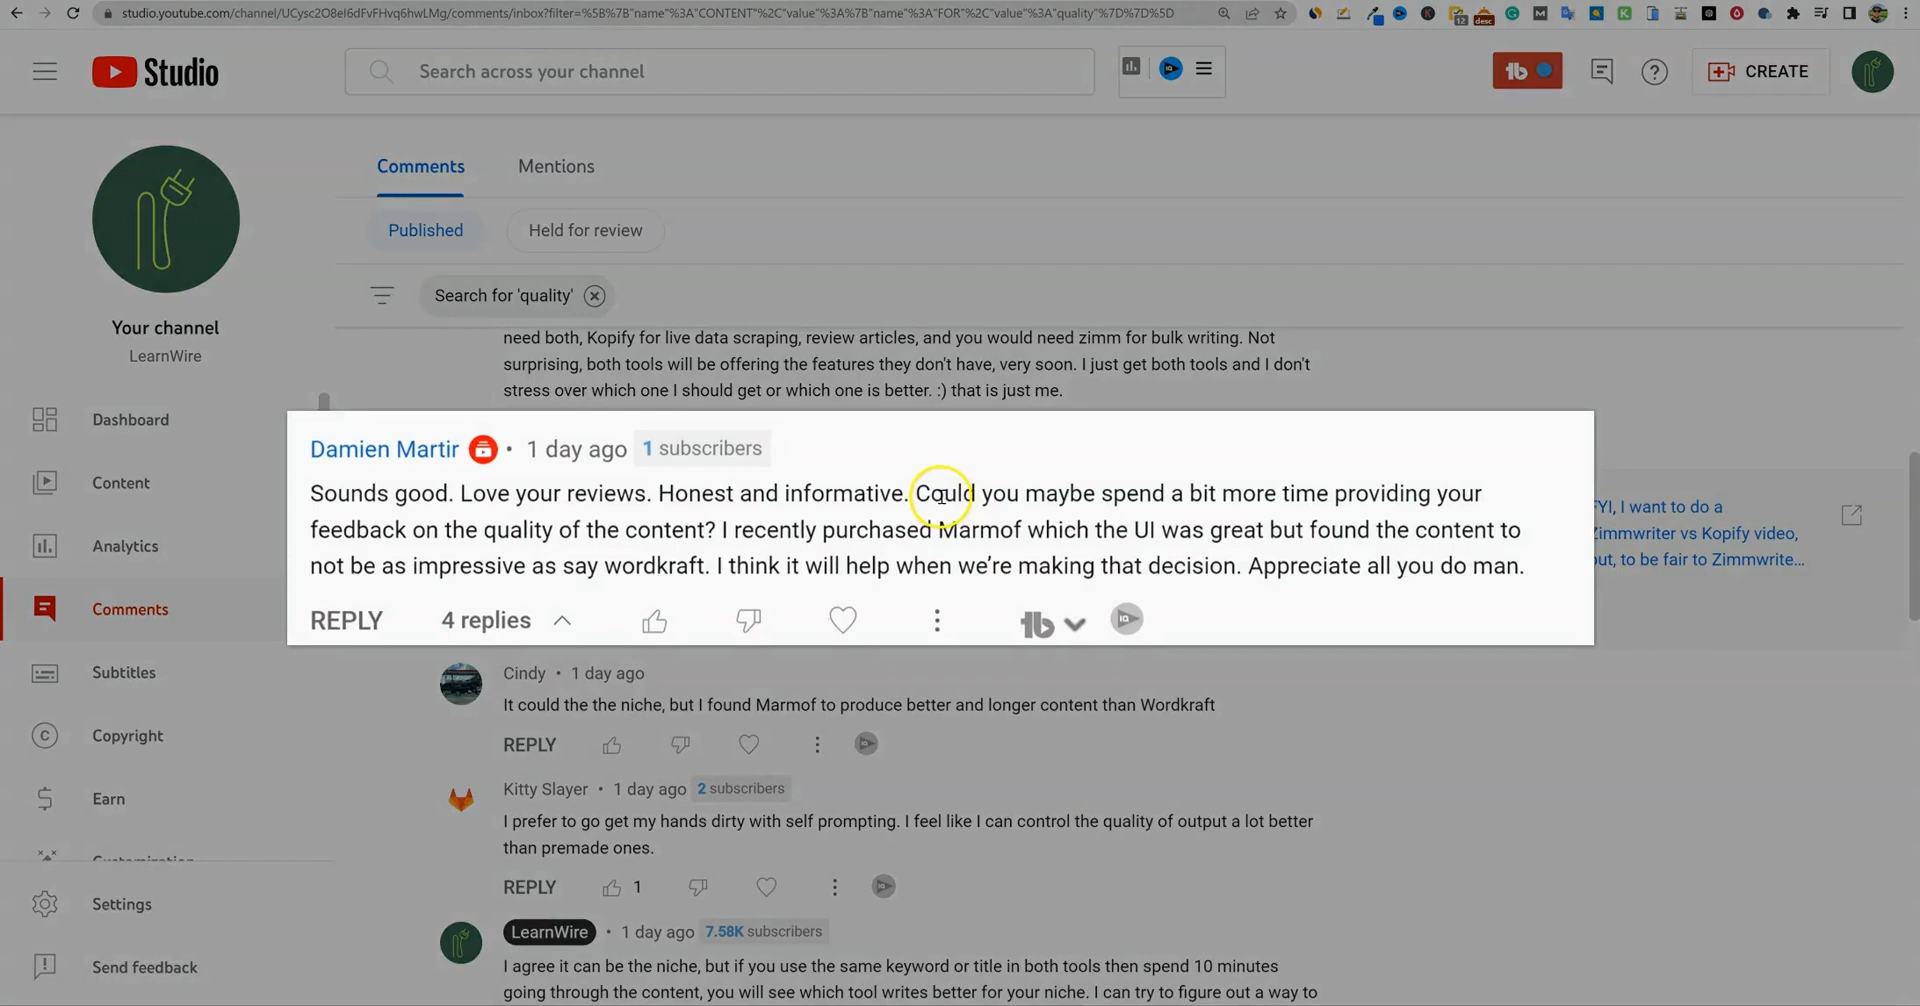 studio.youtube.com/channel/UCysc2O8eI6dFvFHvq6hwLMg/comments/inbox?filter=%5B%7B"name"%3A"CONTENT"%2C"value"%3A%7B"name"%3A"FOR"%2C"value"%3A"quality"%7D%7D%5D
Studio
Search across your channel
CREATE
Your channel
LearnWire
Dashboard
Content
Analytics
Comments
Subtitles
Copyright
Earn
Customization
Settings
Send feedback
Comments Mentions
Published Held for review
Search for 'quality'
need both, Kopify for live data scraping, review articles, and you would need zimm for bulk writing. Not
surprising, both tools will be offering the features they don't have, very soon. I just get both tools and I don't
stress over which one I should get or which one is better. :) that is just me.
Damien Martir • 1 day ago 1 subscribers
Sounds good. Love your reviews. Honest and informative. Could you maybe spend a bit more time providing your
feedback on the quality of the content? I recently purchased Marmof which the UI was great but found the content to
not be as impressive as say wordkraft. I think it will help when we're making that decision. Appreciate all you do man.
REPLY 4 replies
FYI, I want to do a
Zimmwriter vs Kopify video,
but, to be fair to Zimmwrite...
Cindy • 1 day ago
It could the the niche, but I found Marmof to produce better and longer content than Wordkraft
REPLY
Kitty Slayer • 1 day ago 2 subscribers
I prefer to go get my hands dirty with self prompting. I feel like I can control the quality of output a lot better
than premade ones.
REPLY 1
LearnWire • 1 day ago 7.58K subscribers
I agree it can be the niche, but if you use the same keyword or title in both tools then spend 10 minutes
going through the content, you will see which tool writes better for your niche. I can try to figure out a way to